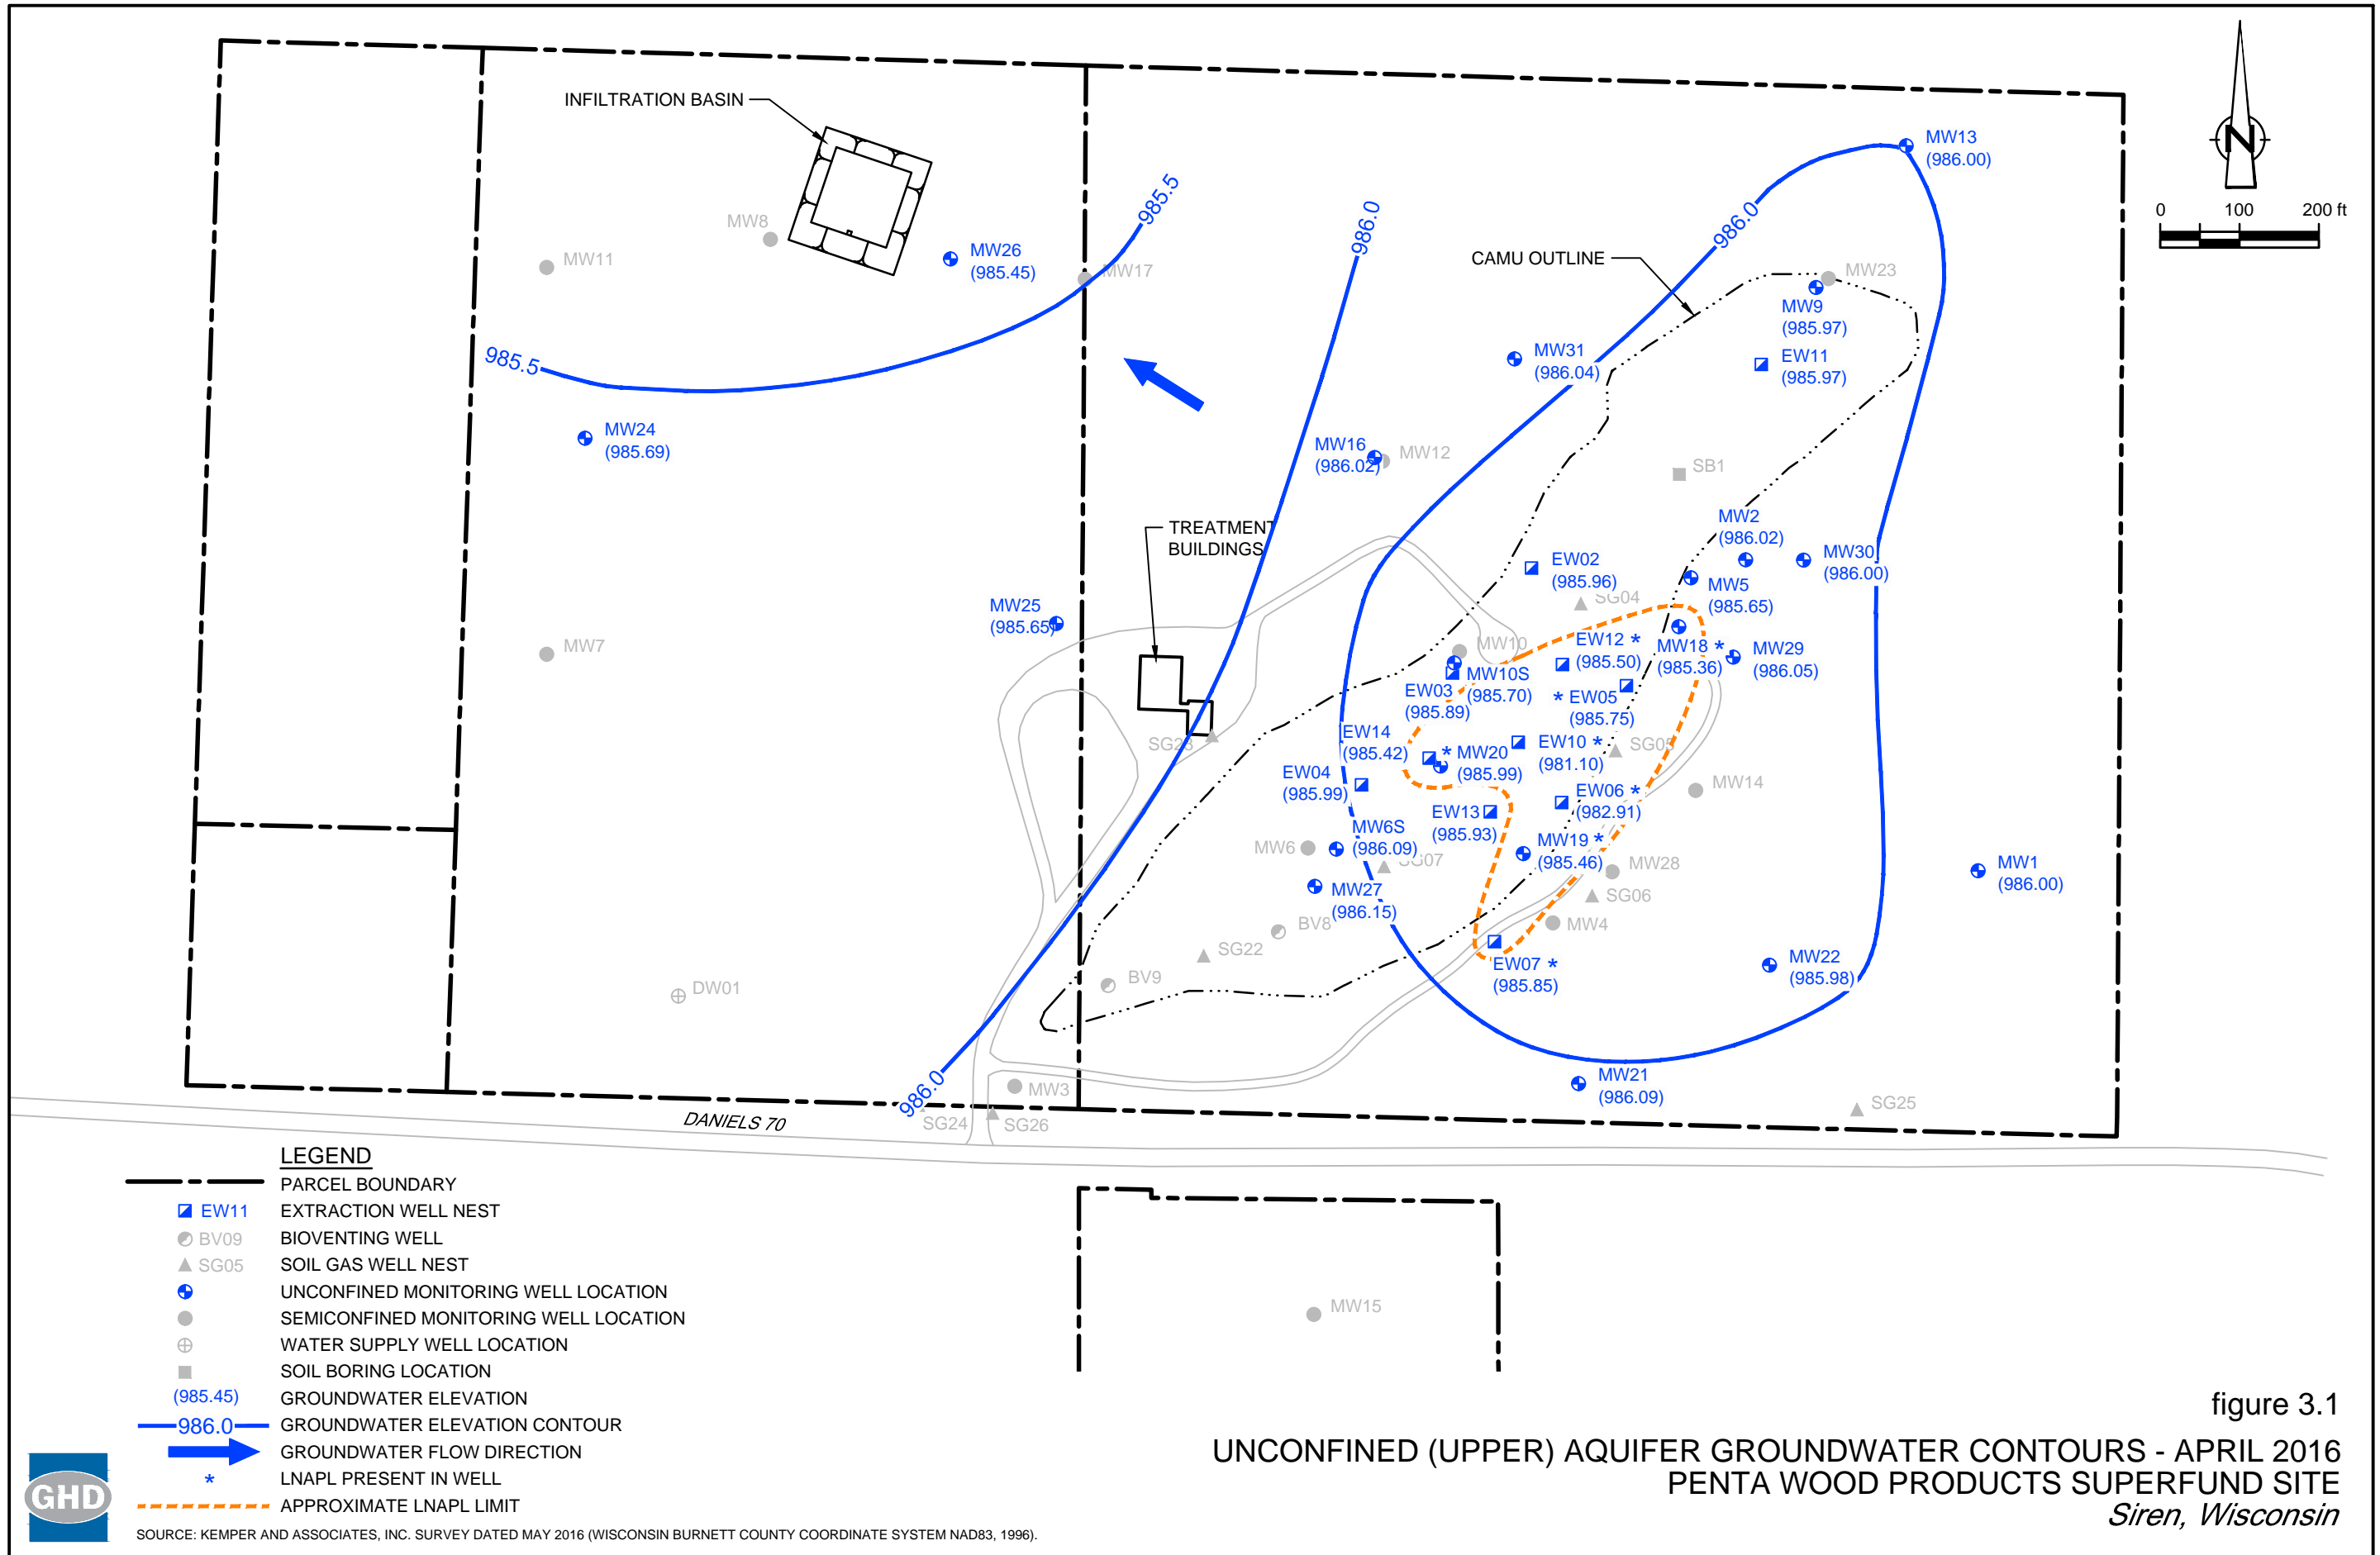 INFILTRATION BASIN
MW8
MW11
MW26
(985.45)
985.5
985.5
MW17
986.0
986.0
MW13
(986.00)
N
0 100 200 ft
CAMU OUTLINE
MW23
MW9
(985.97)
EW11
(985.97)
MW31
(986.04)
MW24
(985.69)
MW16
(986.02)
MW12
SB1
TREATMENT
BUILDINGS
MW2
(986.02)
MW30
(986.00)
EW02
(985.96)
MW5
(985.65)
SG04
MW25
(985.65)
MW7
MW10
EW12 *
(985.50)
MW18 *
(985.36)
MW29
(986.05)
MW10S
(985.70)
EW03
(985.89)
* EW05
(985.75)
SG23
EW14
(985.42)
* MW20
(985.99)
EW10 *
(981.10)
SG05
EW04
(985.99)
MW14
EW06 *
(982.91)
EW13
(985.93)
MW6S
(986.09)
MW6
SG07
MW19 *
(985.46)
MW28
MW1
(986.00)
MW27
(986.15)
SG06
BV8
MW4
SG22
EW07 *
(985.85)
MW22
(985.98)
BV9
DW01
986.0
MW3
MW21
(986.09)
SG25
SG24
SG26
DANIELS 70
MW15
LEGEND
PARCEL BOUNDARY
EW11 EXTRACTION WELL NEST
BV09 BIOVENTING WELL
SG05 SOIL GAS WELL NEST
UNCONFINED MONITORING WELL LOCATION
SEMICONFINED MONITORING WELL LOCATION
WATER SUPPLY WELL LOCATION
SOIL BORING LOCATION
(985.45) GROUNDWATER ELEVATION
986.0 GROUNDWATER ELEVATION CONTOUR
GROUNDWATER FLOW DIRECTION
* LNAPL PRESENT IN WELL
APPROXIMATE LNAPL LIMIT
GHD
SOURCE: KEMPER AND ASSOCIATES, INC. SURVEY DATED MAY 2016 (WISCONSIN BURNETT COUNTY COORDINATE SYSTEM NAD83, 1996).
figure 3.1
UNCONFINED (UPPER) AQUIFER GROUNDWATER CONTOURS - APRIL 2016
PENTA WOOD PRODUCTS SUPERFUND SITE
Siren, Wisconsin